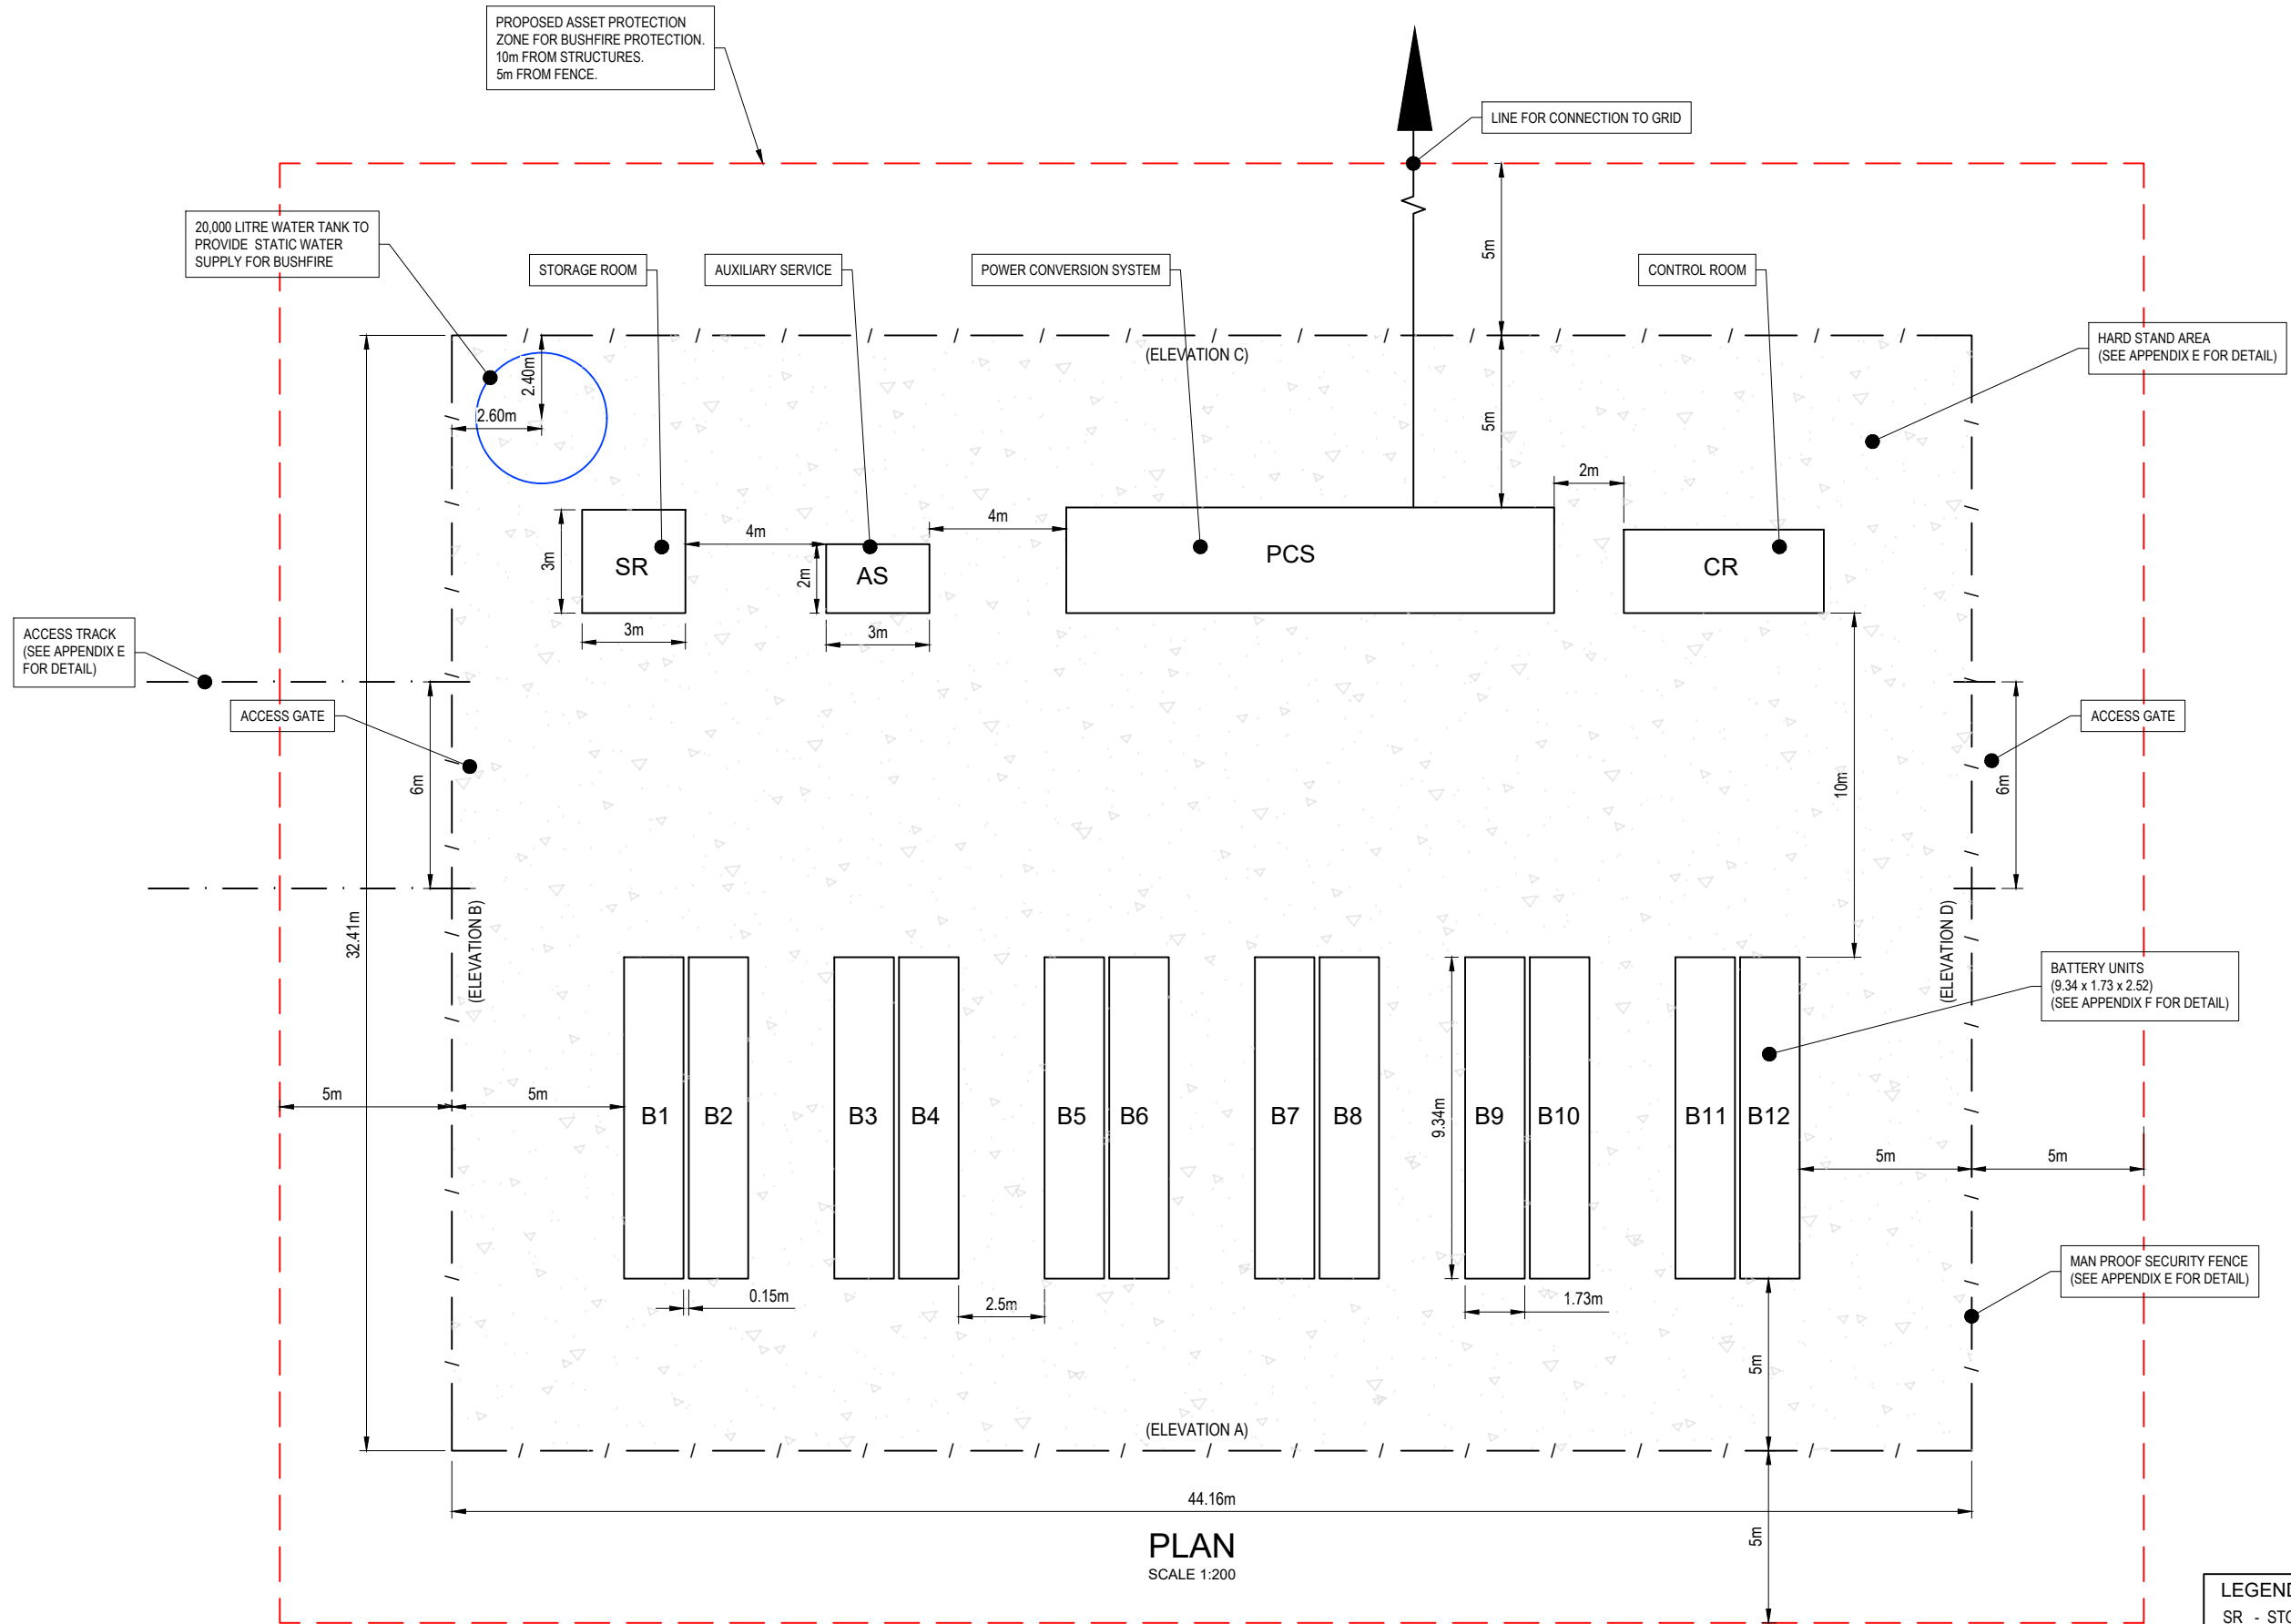 PROPOSED ASSET PROTECTION
ZONE FOR BUSHFIRE PROTECTION.
10m FROM STRUCTURES.
5m FROM FENCE.
LINE FOR CONNECTION TO GRID
20,000 LITRE WATER TANK TO
PROVIDE STATIC WATER
SUPPLY FOR BUSHFIRE
STORAGE ROOM
AUXILIARY SERVICE
POWER CONVERSION SYSTEM
CONTROL ROOM
5m
HARD STAND AREA
(SEE APPENDIX E FOR DETAIL)
(ELEVATION C)
2.40m
2.60m
5m
2m
4m
4m
3m
SR
2m
AS
PCS
CR
3m
3m
ACCESS TRACK
(SEE APPENDIX E
FOR DETAIL)
ACCESS GATE
ACCESS GATE
6m
10m
6m
32.41m
(ELEVATION B)
(ELEVATION D)
BATTERY UNITS
(9.34 x 1.73 x 2.52)
(SEE APPENDIX F FOR DETAIL)
5m
5m
B1
B2
B3
B4
B5
B6
B7
B8
9.34m
B9
B10
B11
B12
5m
5m
MAN PROOF SECURITY FENCE
(SEE APPENDIX E FOR DETAIL)
0.15m
2.5m
1.73m
5m
(ELEVATION A)
44.16m
5m
PLAN
SCALE 1:200
LEGEND
SR - STO